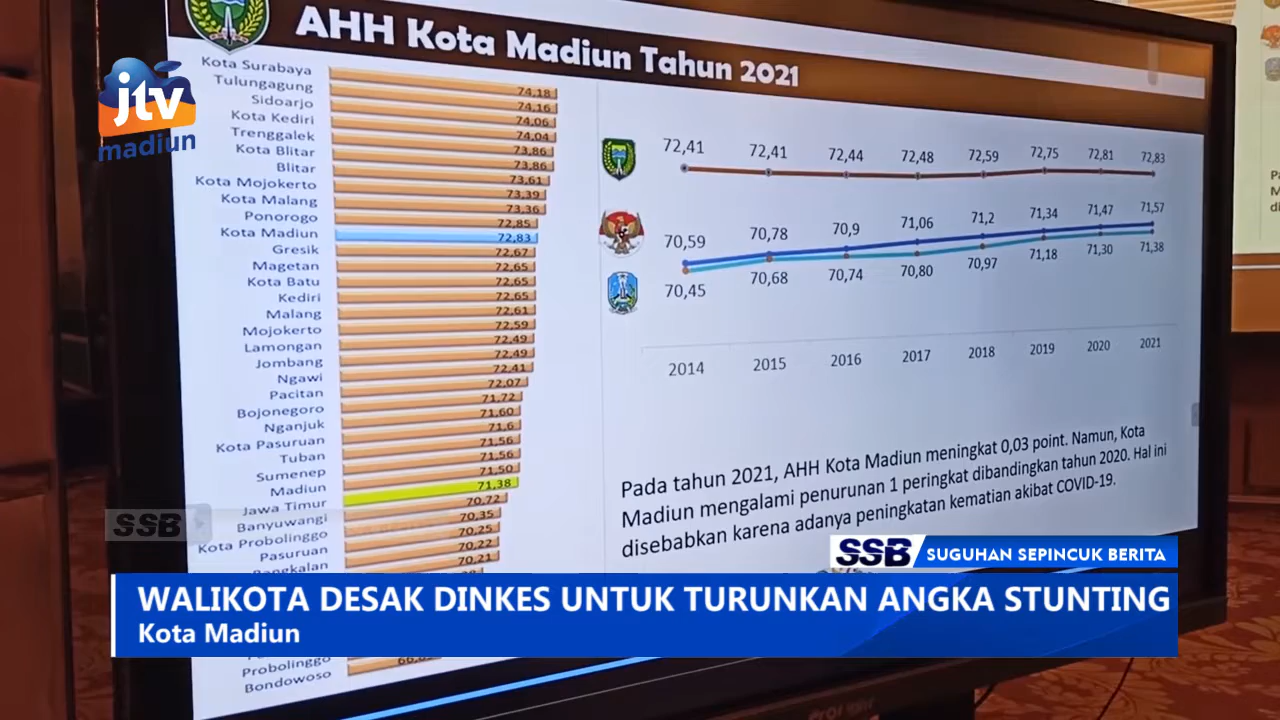 AHH Kota Madiun Tahun 2021
jtv
madiun
Kota Surabaya
Tulungagung 74,18
Sidoarjo 74,16
Kota Kediri 74,06
Trenggalek 74,04
Kota Blitar 73,86
Blitar 73,86
Kota Mojokerto 73,61
Kota Malang 73,39
Ponorogo 73,36
Kota Madiun 72,85
Gresik 72,83
Magetan 72,67
Kota Batu 72,65
Kediri 72,65
Malang 72,65
Mojokerto 72,61
Lamongan 72,59
Jombang 72,49
Ngawi 72,49
Pacitan 72,41
Bojonegoro 72,07
Nganjuk 71,72
Kota Pasuruan 71,60
Tuban 71,6
Sumenep 71,56
Madiun 71,56
Jawa Timur 71,50
Banyuwangi 71,38
Kota Probolinggo 70,72
Pasuruan 70,35
Bangkalan 70,25
70,22
70,21
Probolinggo
Bondowoso
72,41 72,41 72,44 72,48 72,59 72,75 72,81 72,83
70,59 70,78 70,9 71,06 71,2 71,34 71,47 71,57
70,45 70,68 70,74 70,80 70,97 71,18 71,30 71,38
2014 2015 2016 2017 2018 2019 2020 2021
Pada tahun 2021, AHH Kota Madiun meningkat 0,03 point. Namun, Kota
Madiun mengalami penurunan 1 peringkat dibandingkan tahun 2020. Hal ini
disebabkan karena adanya peningkatan kematian akibat COVID-19.
SSB
SSB SUGUHAN SEPINCUK BERITA
WALIKOTA DESAK DINKES UNTUK TURUNKAN ANGKA STUNTING
Kota Madiun